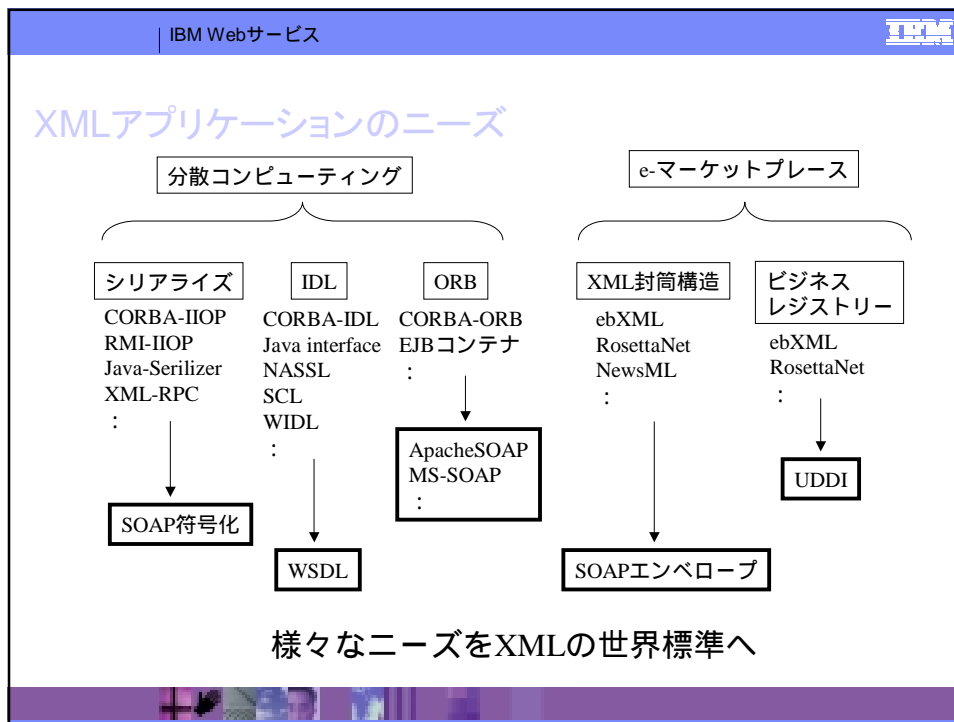 IBM Webサービス
IBM
XMLアプリケーションのニーズ
分散コンピューティング
e-マーケットプレース
シリアライズ
CORBA-IIOP
RMI-IIOP
Java-Serilizer
XML-RPC
:
SOAP符号化
IDL
CORBA-IDL
Java interface
NASSL
SCL
WIDL
:
WSDL
ORB
CORBA-ORB
EJBコンテナ
:
ApacheSOAP
MS-SOAP
:
XML封筒構造
ebXML
RosettaNet
NewsML
:
SOAPエンベロープ
ビジネス
レジストリー
ebXML
RosettaNet
:
UDDI
様々なニーズをXMLの世界標準へ